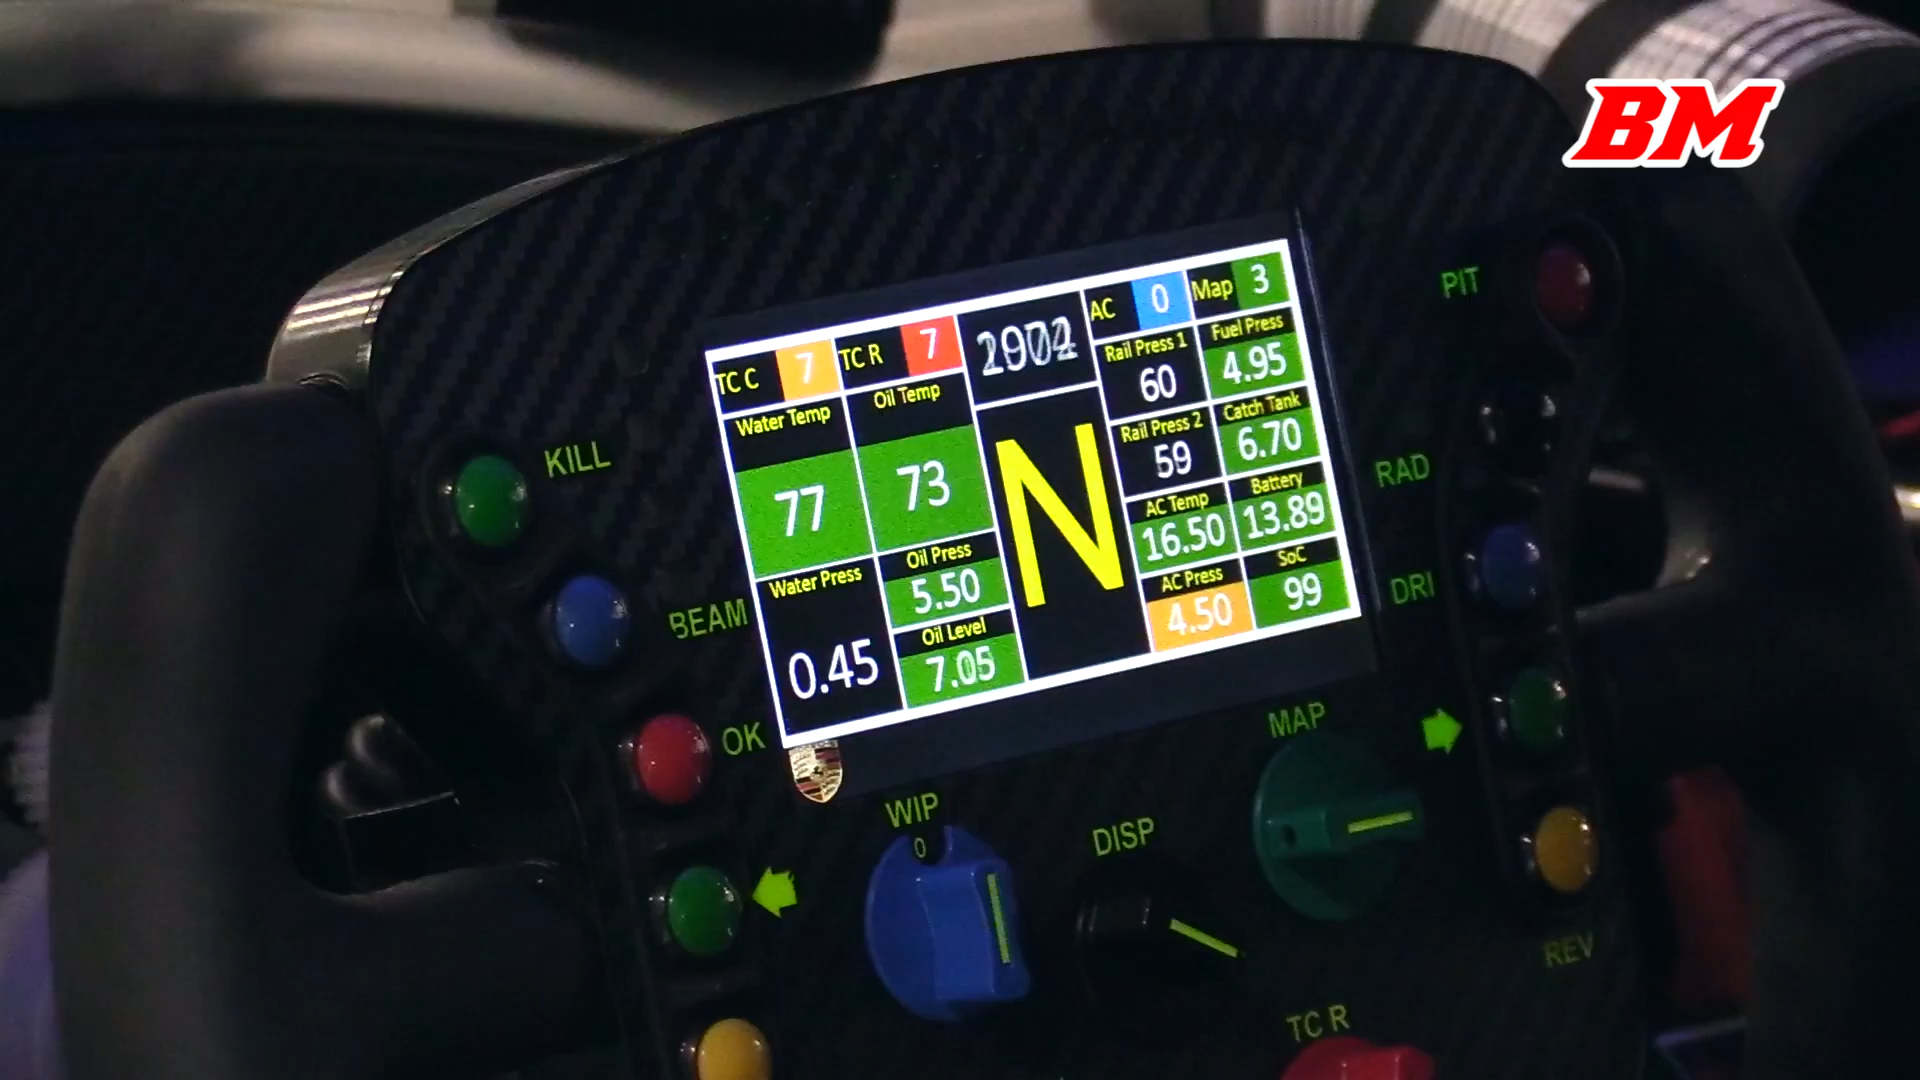 BM
PIT
AC 0 Map 3
TC C 7 TC R 7
Rail Press 1 Fuel Press
60 4.95
Water Temp Oil Temp
77 73
Rail Press 2 Catch Tank
59 6.70
N
AC Temp Battery
16.50 13.89
Water Press Oil Press
0.45 5.50
AC Press SoC
4.50 99
Oil Level
KILL
RAD
BEAM
DRI
OK
MAP
WIP
0
DISP
REV
TC R